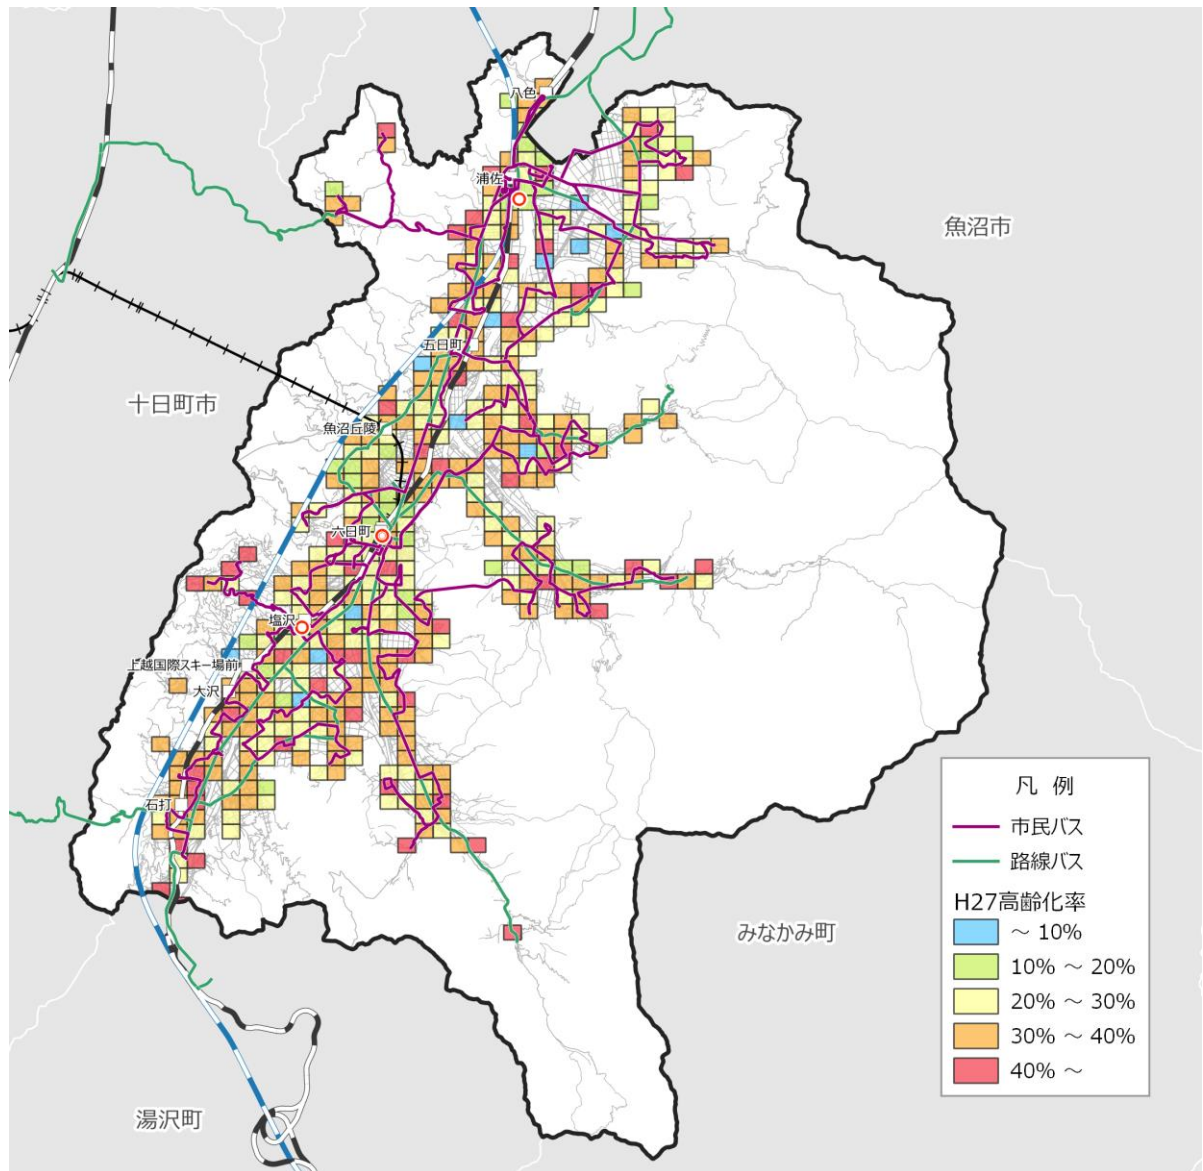 八色
浦佐
魚沼市
五日町
十日町市
魚沼丘陵
六日町
塩沢
上越国際スキー場前
大沢
石打
凡 例
市民バス
路線バス
H27高齢化率
～ 10%
10% ～ 20%
20% ～ 30%
30% ～ 40%
40% ～
みなかみ町
湯沢町